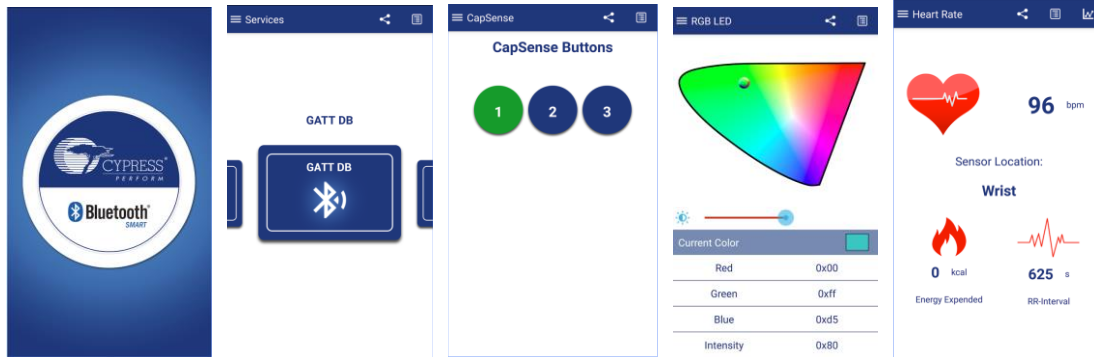 CYPRESS®
PERFORM
Bluetooth®
SMART
Services
GATT DB
GATT DB
CapSense
CapSense Buttons
1 2 3
RGB LED
Current Color
Red 0x00
Green 0xff
Blue 0xd5
Intensity 0x80
Heart Rate
96 bpm
Sensor Location:
Wrist
0 kcal 625 s
Energy Expended RR-Interval